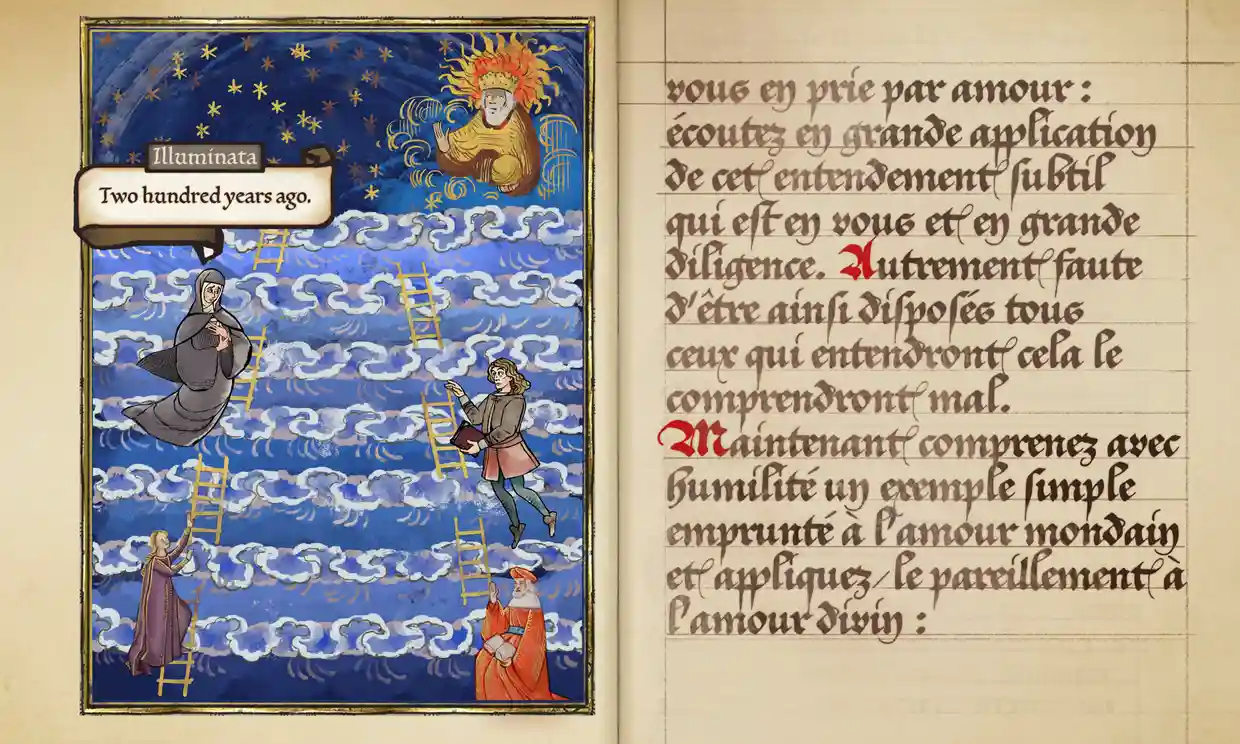 Illuminata
Two hundred years ago.
vous en prie par amour :
écoutez en grande application
de cet entendement subtil
qui est en vous et en grande
diligence. Autrement faute
d'être ainsi disposés tous
ceux qui entendront cela le
comprendront mal.
Maintenant comprenez avec
humilité un exemple simple
emprunté à l'amour mondain
et appliquez-le pareillement à
l'amour divin :